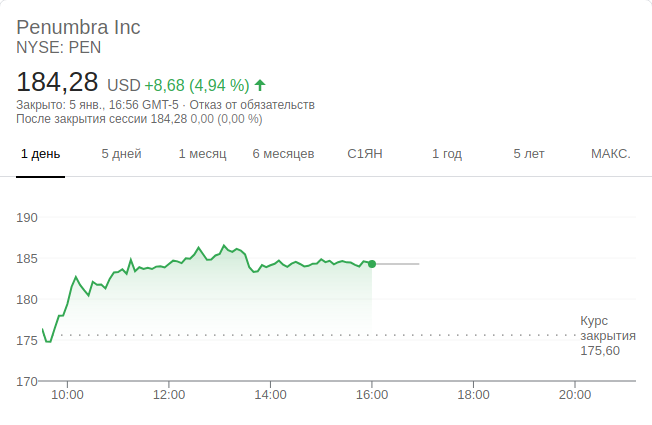 Penumbra Inc
NYSE: PEN
184,28 USD +8,68 (4,94 %)
Закрыто: 5 янв., 16:56 GMT-5 · Отказ от обязательств
После закрытия сессии 184,28 0,00 (0,00 %)
1 день 5 дней 1 месяц 6 месяцев С1ЯН 1 год 5 лет МАКС.
190
185
180
Курс
175
закрытия
175,60
170
10:00 12:00 14:00 16:00 18:00 20:00